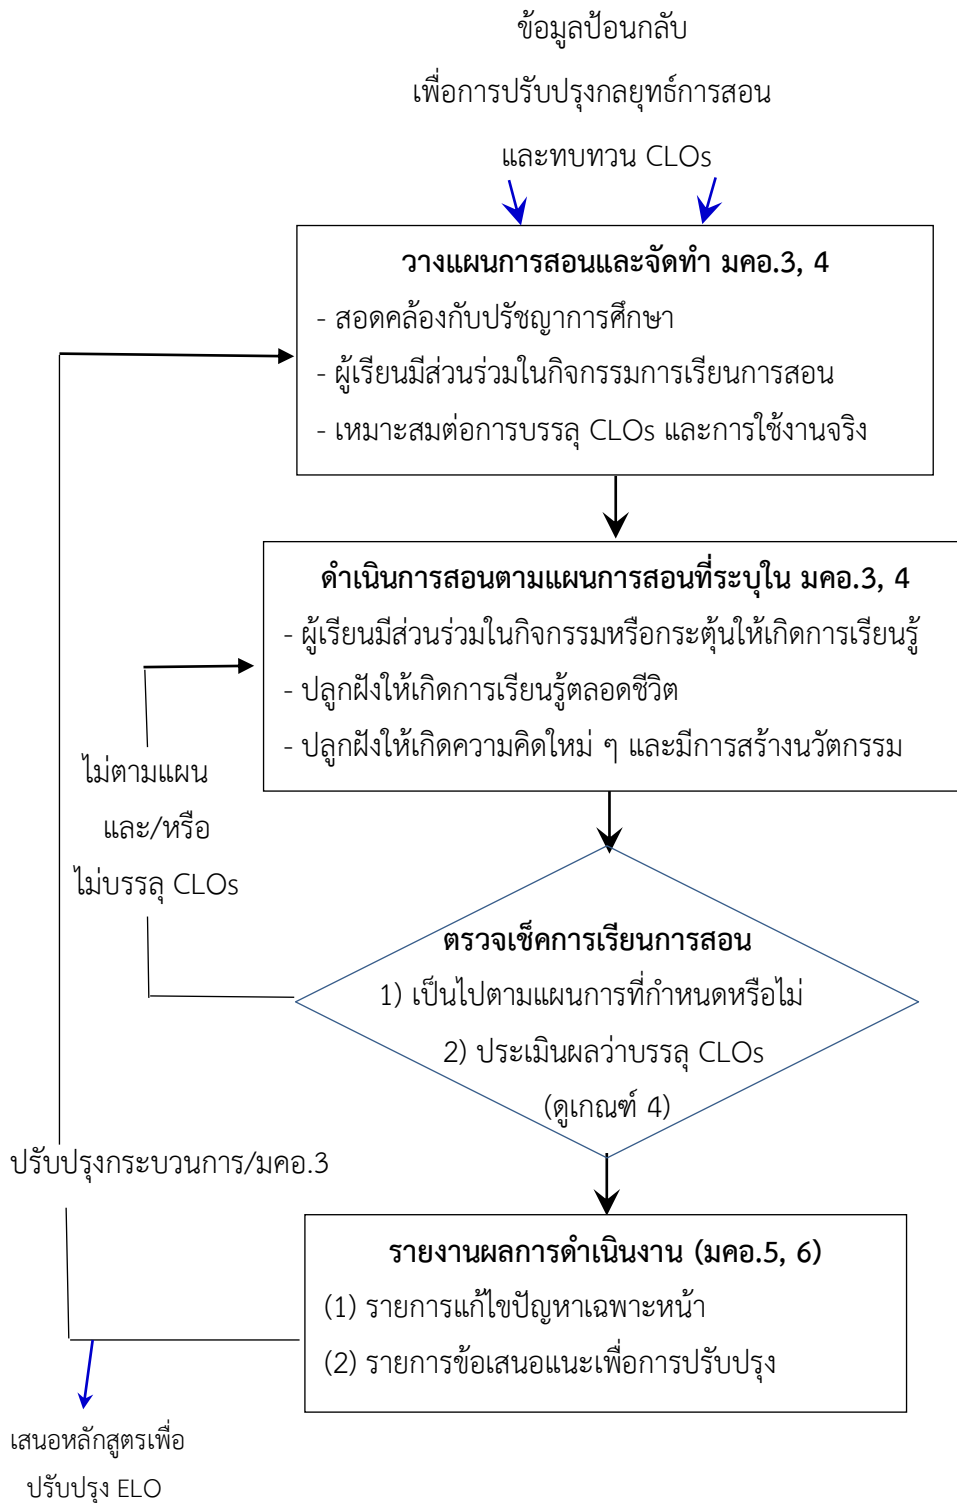 ข้อมูลป้อนกลับ
เพื่อการปรับปรุงกลยุทธ์การสอน
และทบทวน CLOs
วางแผนการสอนและจัดทำ มคอ.3, 4
- สอดคล้องกับปรัชญาการศึกษา
- ผู้เรียนมีส่วนร่วมในกิจกรรมการเรียนการสอน
- เหมาะสมต่อการบรรลุ CLOs และการใช้งานจริง
ดำเนินการสอนตามแผนการสอนที่ระบุใน มคอ.3, 4
- ผู้เรียนมีส่วนร่วมในกิจกรรมหรือกระตุ้นให้เกิดการเรียนรู้
- ปลูกฝังให้เกิดการเรียนรู้ตลอดชีวิต
- ปลูกฝังให้เกิดความคิดใหม่ ๆ และมีการสร้างนวัตกรรม
ไม่ตามแผน
และ/หรือ
ไม่บรรลุ CLOs
ตรวจเช็คการเรียนการสอน
1) เป็นไปตามแผนการที่กำหนดหรือไม่
2) ประเมินผลว่าบรรลุ CLOs
(ดูเกณฑ์ 4)
ปรับปรุงกระบวนการ/มคอ.3
รายงานผลการดำเนินงาน (มคอ.5, 6)
(1) รายการแก้ไขปัญหาเฉพาะหน้า
(2) รายการข้อเสนอแนะเพื่อการปรับปรุง
เสนอหลักสูตรเพื่อ
ปรับปรุง ELO